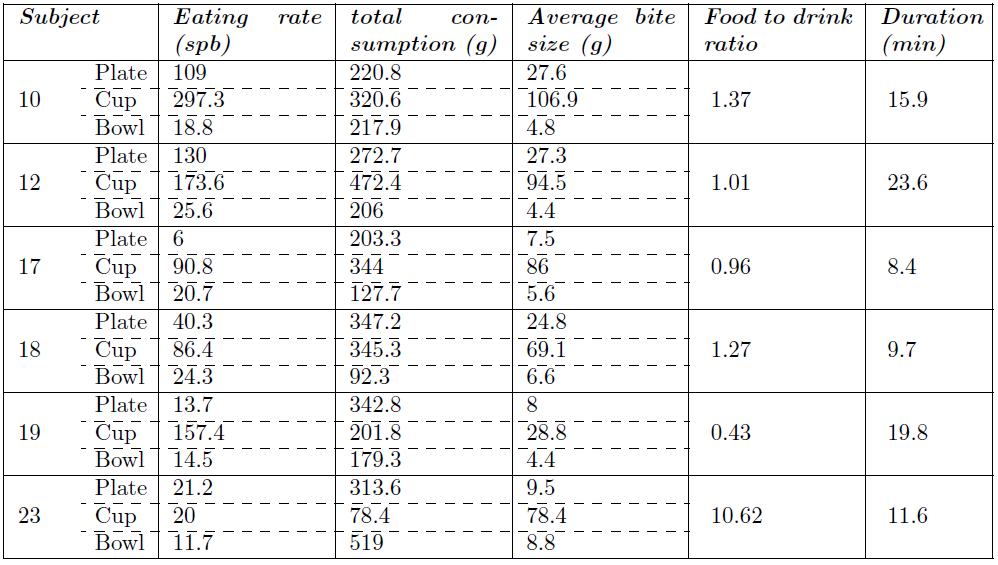 Subject Eating rate (spb) total con-sumption (g) Average bite size (g) Food to drink ratio Duration (min)
Plate 109 220.8 27.6
10 Cup 297.3 320.6 106.9 1.37 15.9
Bowl 18.8 217.9 4.8
Plate 130 272.7 27.3
12 Cup 173.6 472.4 94.5 1.01 23.6
Bowl 25.6 206 4.4
Plate 6 203.3 7.5
17 Cup 90.8 344 86 0.96 8.4
Bowl 20.7 127.7 5.6
Plate 40.3 347.2 24.8
18 Cup 86.4 345.3 69.1 1.27 9.7
Bowl 24.3 92.3 6.6
Plate 13.7 342.8 8
19 Cup 157.4 201.8 28.8 0.43 19.8
Bowl 14.5 179.3 4.4
Plate 21.2 313.6 9.5
23 Cup 20 78.4 78.4 10.62 11.6
Bowl 11.7 519 8.8